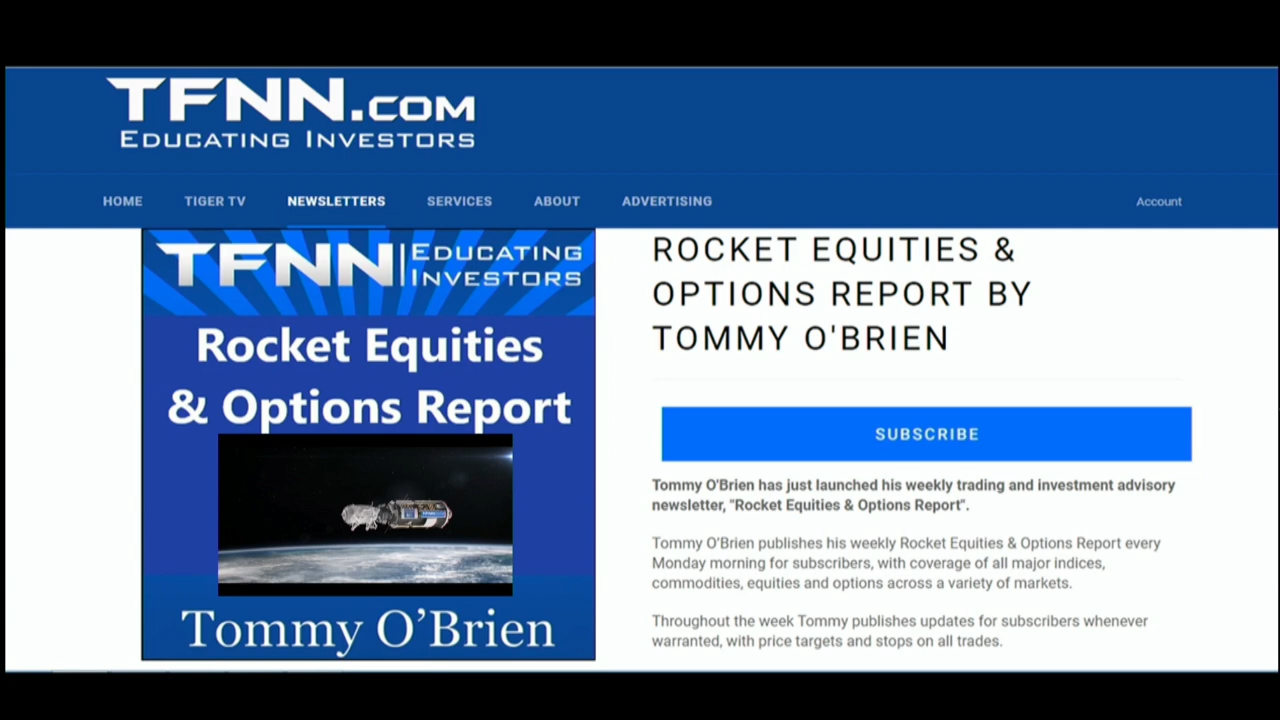 TFNN.COM
EDUCATING INVESTORS
HOME TIGER TV NEWSLETTERS SERVICES ABOUT ADVERTISING Account
TFNN EDUCATING
INVESTORS
Rocket Equities
& Options Report
Tommy O’Brien
ROCKET EQUITIES &
OPTIONS REPORT BY
TOMMY O'BRIEN
SUBSCRIBE
Tommy O'Brien has just launched his weekly trading and investment advisory
newsletter, "Rocket Equities & Options Report".
Tommy O’Brien publishes his weekly Rocket Equities & Options Report every
Monday morning for subscribers, with coverage of all major indices,
commodities, equities and options across a variety of markets.
Throughout the week Tommy publishes updates for subscribers whenever
warranted, with price targets and stops on all trades.